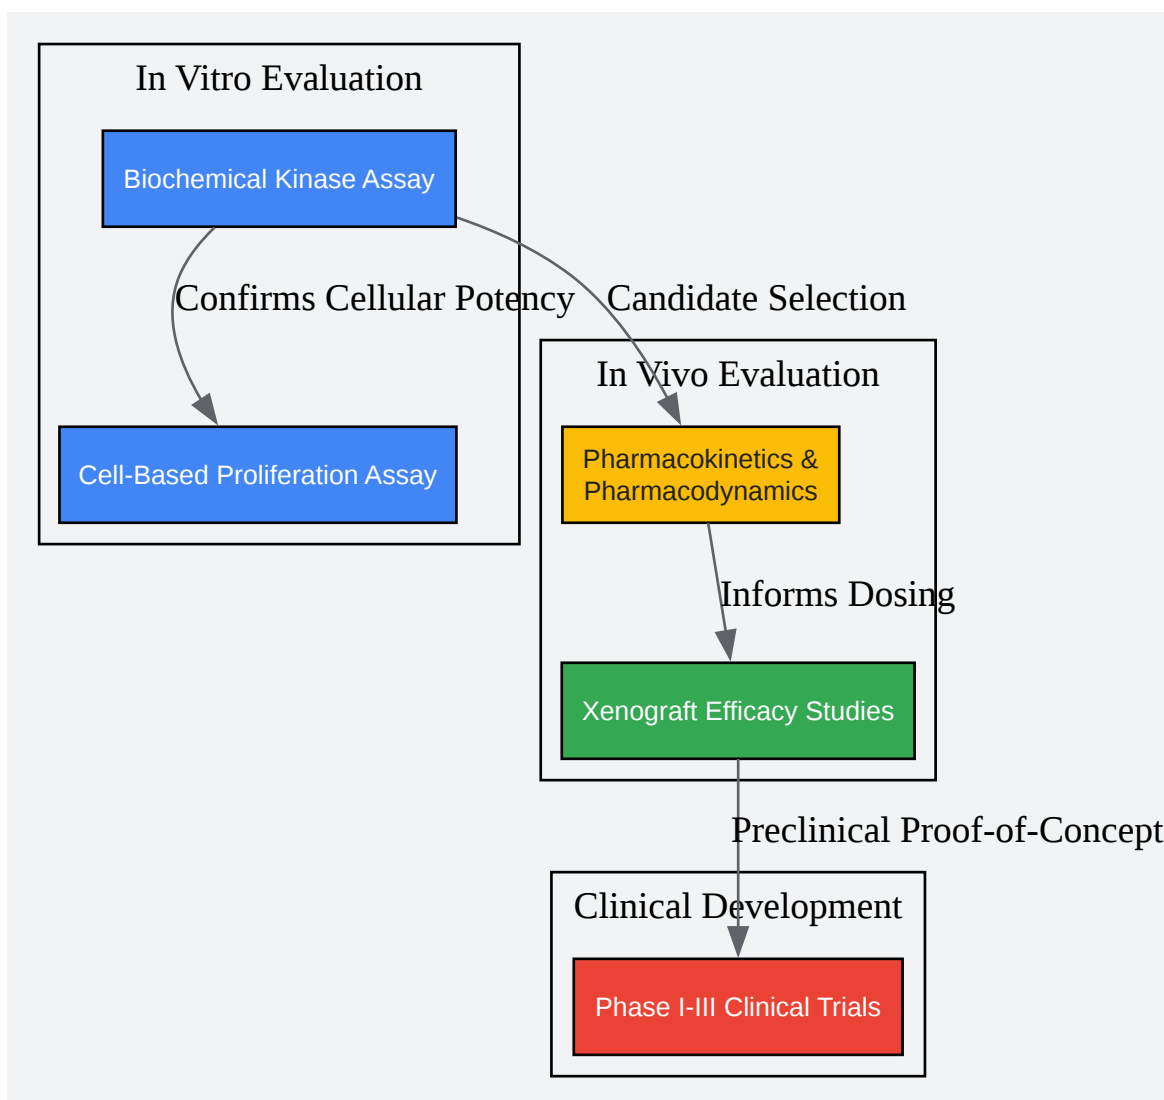 In Vitro Evaluation
Biochemical Kinase Assay
Confirms Cellular Potency
Candidate Selection
Cell-Based Proliferation Assay
In Vivo Evaluation
Pharmacokinetics &
Pharmacodynamics
Informs Dosing
Xenograft Efficacy Studies
Preclinical Proof-of-Concept
Clinical Development
Phase I-III Clinical Trials